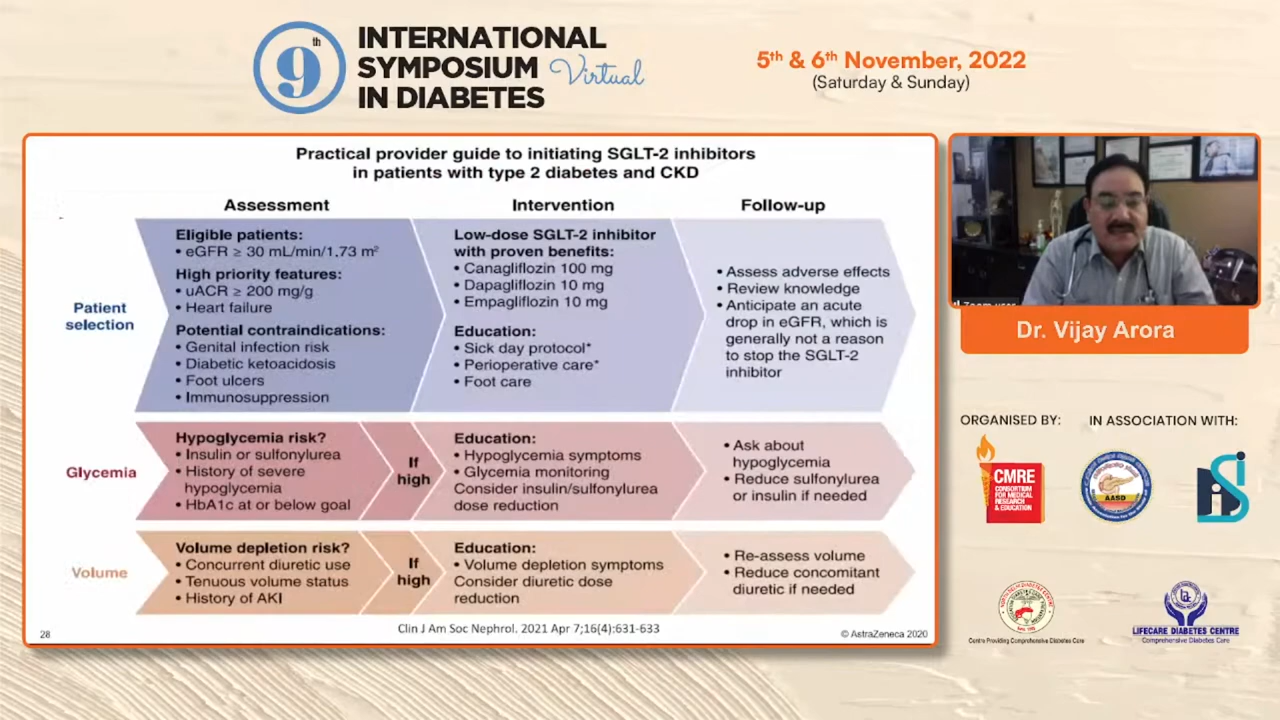 9th
INTERNATIONAL
SYMPOSIUM Virtual
IN DIABETES
5th & 6th November, 2022
(Saturday & Sunday)
Practical provider guide to initiating SGLT-2 inhibitors
in patients with type 2 diabetes and CKD
Assessment
Intervention
Follow-up
Patient
selection
Eligible patients:
• eGFR ≥ 30 mL/min/1.73 m²
High priority features:
• uACR ≥ 200 mg/g
• Heart failure
Potential contraindications:
• Genital infection risk
• Diabetic ketoacidosis
• Foot ulcers
• Immunosuppression
Low-dose SGLT-2 inhibitor
with proven benefits:
• Canagliflozin 100 mg
• Dapagliflozin 10 mg
• Empagliflozin 10 mg
Education:
• Sick day protocol*
• Perioperative care*
• Foot care
• Assess adverse effects
• Review knowledge
• Anticipate an acute
drop in eGFR, which is
generally not a reason
to stop the SGLT-2
inhibitor
Glycemia
Hypoglycemia risk?
• Insulin or sulfonylurea
• History of severe
hypoglycemia
• HbA1c at or below goal
If
high
Education:
• Hypoglycemia symptoms
• Glycemia monitoring
Consider insulin/sulfonylurea
dose reduction
• Ask about
hypoglycemia
• Reduce sulfonylurea
or insulin if needed
Volume
Volume depletion risk?
• Concurrent diuretic use
• Tenuous volume status
• History of AKI
If
high
Education:
• Volume depletion symptoms
Consider diuretic dose
reduction
• Re-assess volume
• Reduce concomitant
diuretic if needed
28
Clin J Am Soc Nephrol. 2021 Apr 7;16(4):631-633
© AstraZeneca 2020
Dr. Vijay Arora
ORGANISED BY:
IN ASSOCIATION WITH:
CMRE
CONSORTIUM
FOR MEDICAL
RESEARCH
& EDUCATION
AASD
Centre Providing Comprehensive Diabetes Care
LIFECARE DIABETES CENTRE
Comprehensive Diabetes Care